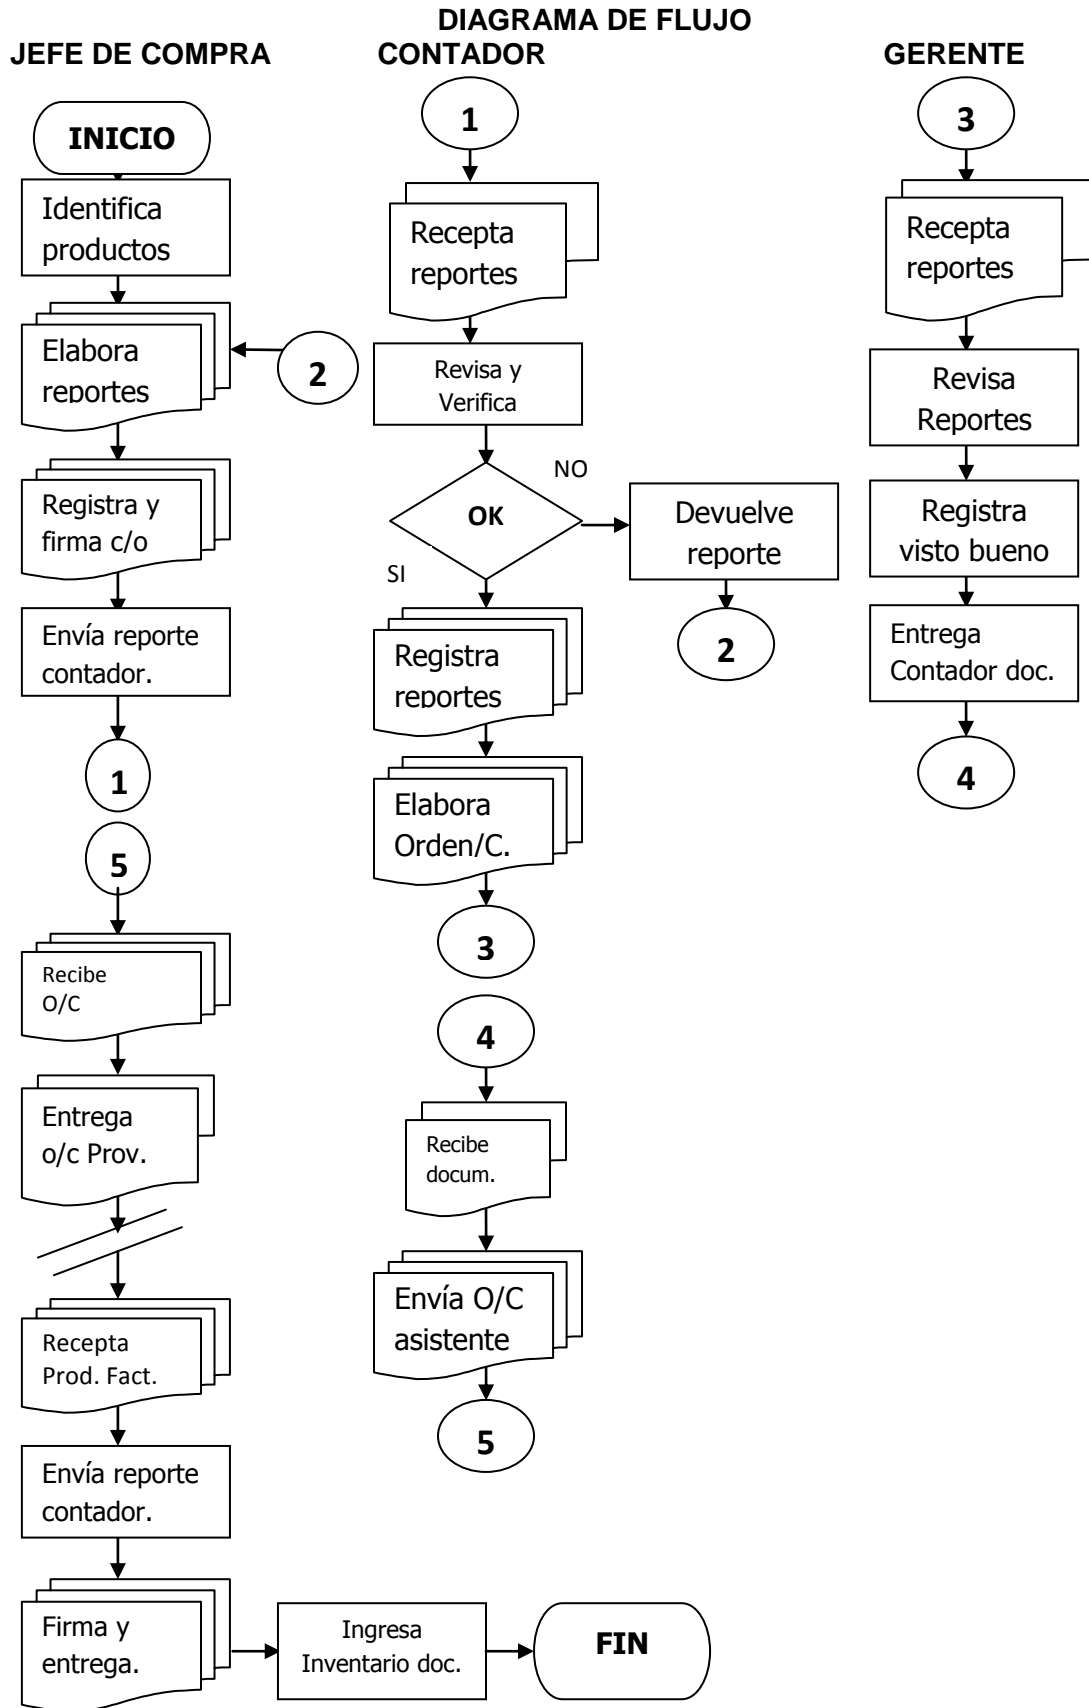 DIAGRAMA DE FLUJO
JEFE DE COMPRA
CONTADOR
GERENTE
INICIO
Identifica
productos
Elabora
reportes
2
Registra y
firma c/o
Envía reporte
contador.
1
5
Recibe
O/C
Entrega
o/c Prov.
Recepta
Prod. Fact.
Envía reporte
contador.
Firma y
entrega.
Ingresa
Inventario doc.
FIN
1
Recepta
reportes
Revisa y
Verifica
OK
NO
Devuelve
reporte
2
SI
Registra
reportes
Elabora
Orden/C.
3
4
Recibe
docum.
Envía O/C
asistente
5
3
Recepta
reportes
Revisa
Reportes
Registra
visto bueno
Entrega
Contador doc.
4